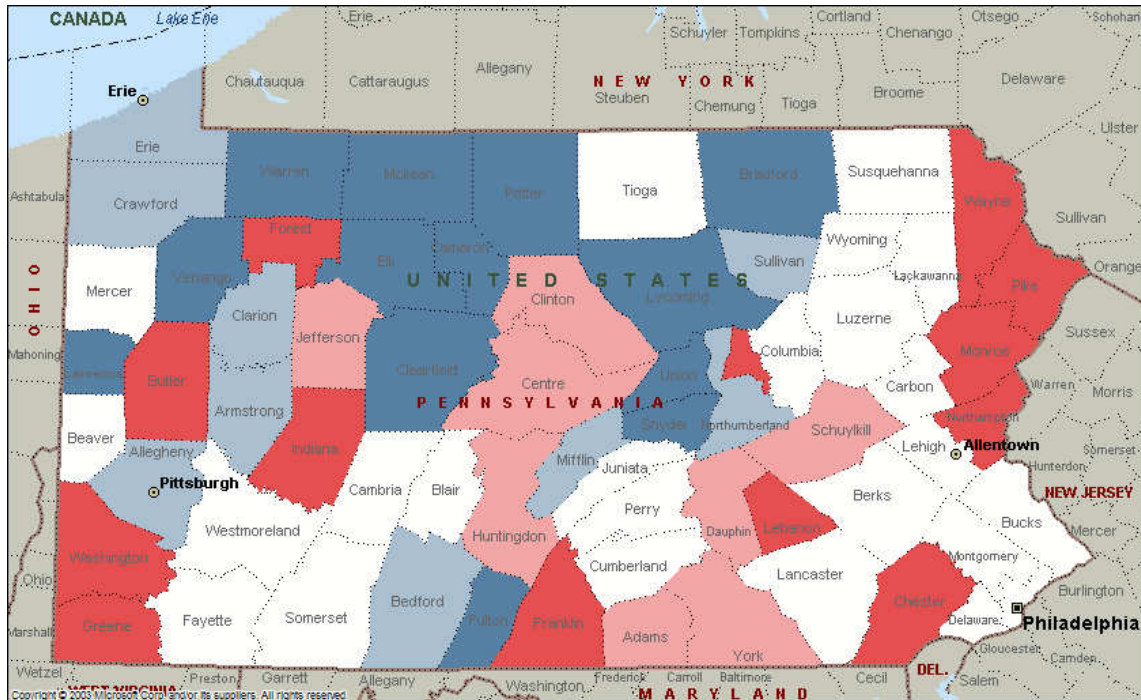 CANADA Lake Erie Erie Schuyler Tompkins Cortland Otsego Schohari
Chenango
Chautauqua Cattaraugus Allegany NEW YORK Delaware
Erie Steuben Chemung Tioga Broome
Ulster
Erie
Warren Mckean Potter Tioga Bradford Susquehanna
Ashtabula Crawford Wayne Sullivan
Forest Wyoming
OHIO Venango Elk Cameron UNITED STATES Sullivan Lackawanna Orange
Mercer Clarion Clinton Lycoming Luzerne Pike
Jefferson Sussex
Mahoning Lawrence Butler Clearfield Centre Union Columbia Monroe
Carbon Warren Morris
Armstrong PENNSYLVANIA
Beaver Allegheny Indiana Snyder Northumberland Schuylkill Northampton
Lehigh Allentown Somerset
Mifflin Juniata Hunterdon
Pittsburgh Cambria Blair Berks NEW JERSEY
Westmoreland Huntingdon Perry Dauphin Lebanon Bucks Mercer
Washington Cumberland Lancaster Montgomery
Ohio
Bedford Chester Burlington
Marshall Greene Fayette Somerset Fulton Franklin Adams Delaware Philadelphia
York Gloucester
Wetzel Preston Garrett Allegany Washington Frederick Carroll Baltimore Cecil DEL. Salem Camden
WEST VIRGINIA MARYLAND
Copyright © 2003 Microsoft Corp. and/or its suppliers. All rights reserved.